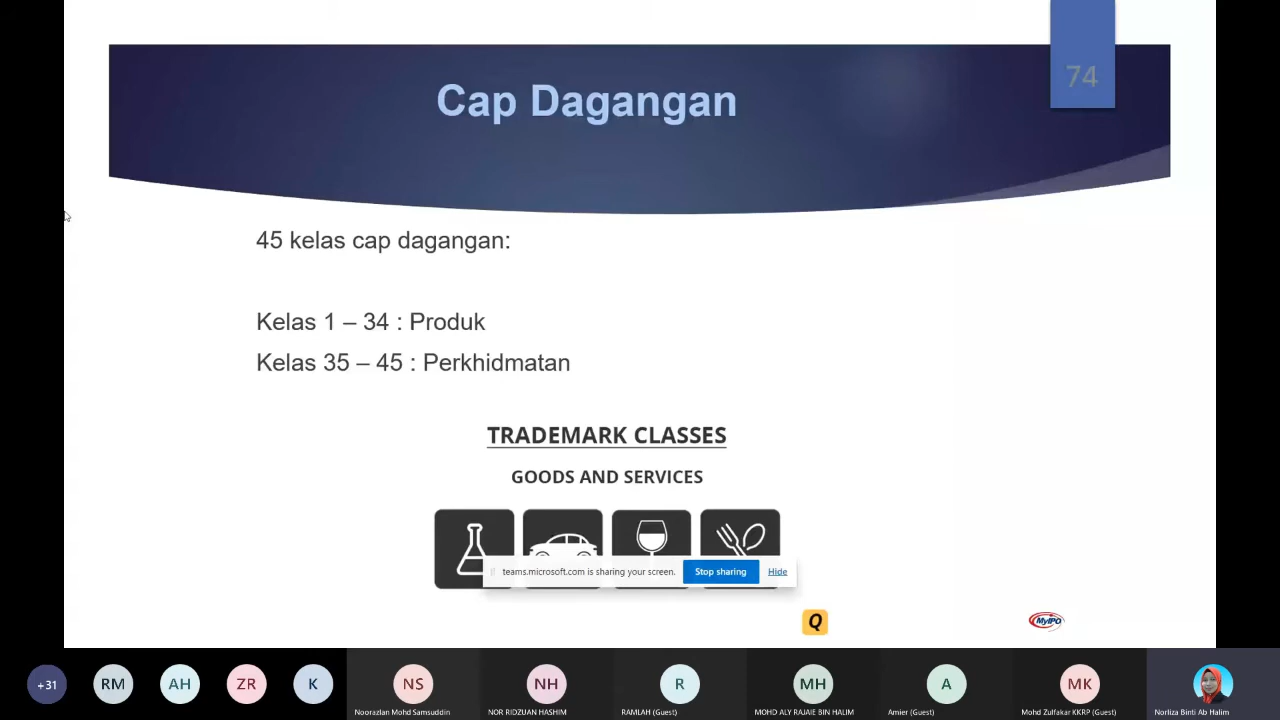 74
Cap Dagangan
45 kelas cap dagangan:
Kelas 1 – 34 : Produk
Kelas 35 – 45 : Perkhidmatan
TRADEMARK CLASSES
GOODS AND SERVICES
teams.microsoft.com is sharing your screen. Stop sharing Hide
Q
MyIPO
+31 RM AH ZR K NS NH R MH A MK
Noorazlan Mohd Samsuddin NOR RIDZUAN HASHIM RAMLAH (Guest) MOHD ALY RAJAIE BIN HALIM Amier (Guest) Mohd Zulfakar KKRP (Guest) Norliza Binti Ab Halim